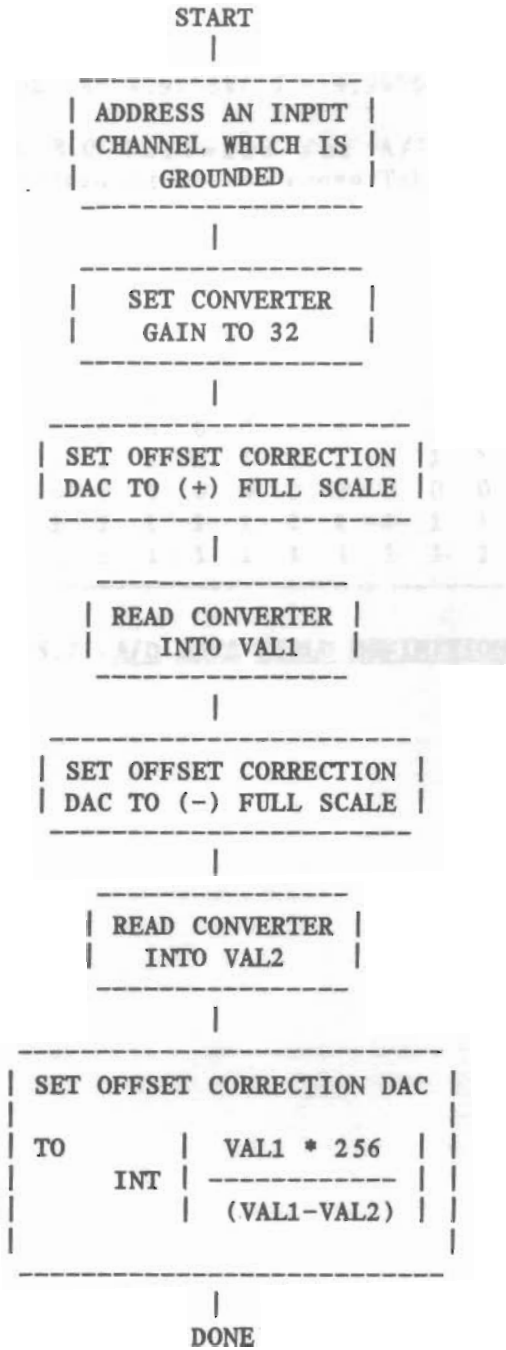 START
ADDRESS AN INPUT
CHANNEL WHICH IS
GROUNDED
SET CONVERTER
GAIN TO 32
SET OFFSET CORRECTION
DAC TO (+) FULL SCALE
READ CONVERTER
INTO VAL1
SET OFFSET CORRECTION
DAC TO (-) FULL SCALE
READ CONVERTER
INTO VAL2
SET OFFSET CORRECTION DAC
TO
VAL1 * 256
INT
(VAL1-VAL2)
DONE